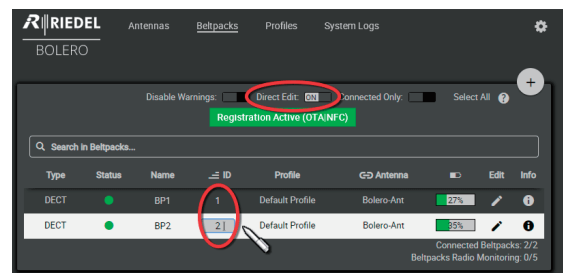 RIEDEL Antennas Beltpacks Profiles System Logs
BOLERO
Disable Warnings: Direct Edit: ON Connected Only: Select All ?
+
Registration Active (OTA|NFC)
Search in Beltpacks...
Type Status Name ID Profile Antenna Edit Info
DECT BP1 1 Default Profile Bolero-Ant 27%
DECT BP2 2 Default Profile Bolero-Ant 35%
Connected Beltpacks: 2/2
Beltpacks Radio Monitoring: 0/5